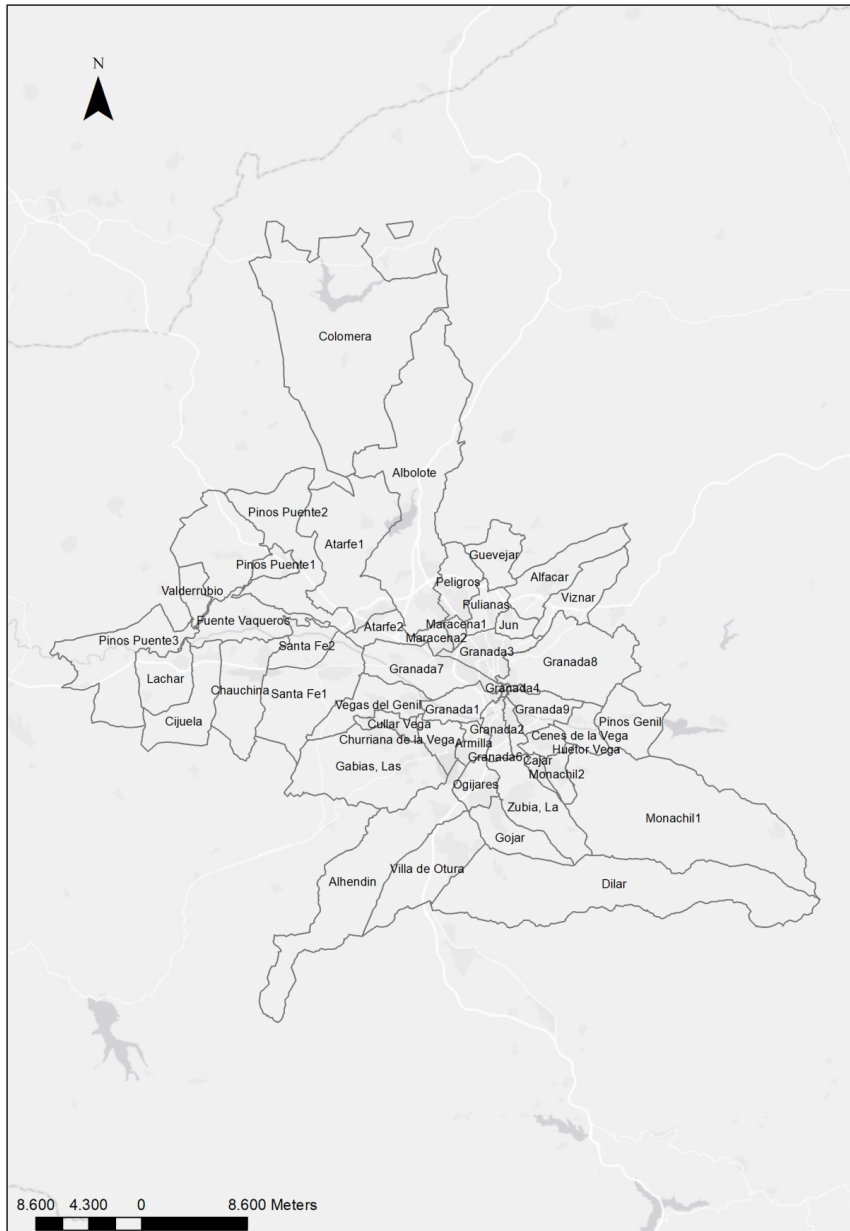 N
Colomera
Albolote
Pinos Puente2
Atarfe1
Guevejar
Pinos Puente1
Peligros
Alfacar
Valderrubio
Viznar
Pulianas
Puente Vaqueros
Maracena1
Jun
Atarfe2
Maracena2
Pinos Puente3
Santa Fe2
Granada3
Granada8
Granada7
Lachar
Granada4
Chauchina
Santa Fe1
Vegas del Genil
Granada1
Granada9
Cijuela
Pinos Genil
Cullar Vega
Granada2
Cenes de la Vega
Churriana de la Vega
Armilla
Huetor Vega
Granada6
Cajar
Gabias, Las
Monachil2
Ogijares
Zubia, La
Monachil1
Gojar
Villa de Otura
Alhendin
Dilar
8.600 4.300 0 8.600 Meters